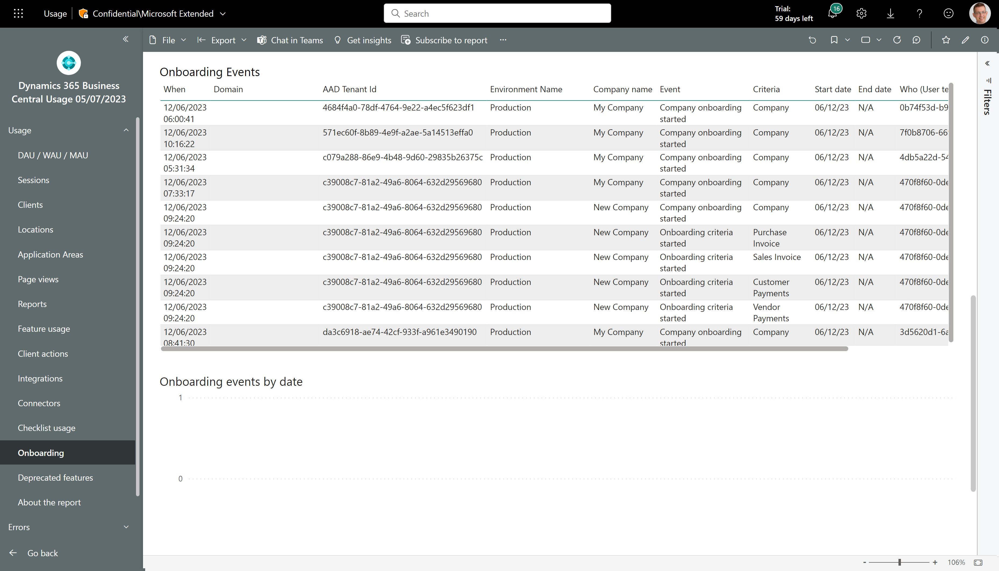 Usage
Confidential\Microsoft Extended
Search
Trial:
59 days left
16
File
Export
Chat in Teams
Get insights
Subscribe to report
Dynamics 365 Business
Central Usage 05/07/2023
Usage
DAU / WAU / MAU
Sessions
Clients
Locations
Application Areas
Page views
Reports
Feature usage
Client actions
Integrations
Connectors
Checklist usage
Onboarding
Deprecated features
About the report
Errors
Go back
Onboarding Events
When Domain AAD Tenant Id Environment Name Company name Event Criteria Start date End date Who (User te
12/06/2023 4684f4a0-78df-4764-9e22-a4ec5f623df1 Production My Company Company onboarding Company 06/12/23 N/A 0b74f53d-b9
06:00:41 started
12/06/2023 571ec60f-8b89-4e9f-a2ae-5a14513effa0 Production My Company Company onboarding Company 06/12/23 N/A 7f0b8706-66
10:16:22 started
12/06/2023 c079a288-86e9-4b48-9d60-29835b26375c Production My Company Company onboarding Company 06/12/23 N/A 4db5a22d-54
05:31:34 started
12/06/2023 c39008c7-81a2-49a6-8064-632d29569680 Production My Company Company onboarding Company 06/12/23 N/A 470f8f60-0de
07:33:17 started
12/06/2023 c39008c7-81a2-49a6-8064-632d29569680 Production New Company Company onboarding Company 06/12/23 N/A 470f8f60-0de
09:24:20 started
12/06/2023 c39008c7-81a2-49a6-8064-632d29569680 Production New Company Onboarding criteria Purchase 06/12/23 N/A 470f8f60-0de
09:24:20 started Invoice
12/06/2023 c39008c7-81a2-49a6-8064-632d29569680 Production New Company Onboarding criteria Sales Invoice 06/12/23 N/A 470f8f60-0de
09:24:20 started
12/06/2023 c39008c7-81a2-49a6-8064-632d29569680 Production New Company Onboarding criteria Customer 06/12/23 N/A 470f8f60-0de
09:24:20 started Payments
12/06/2023 c39008c7-81a2-49a6-8064-632d29569680 Production New Company Onboarding criteria Vendor 06/12/23 N/A 470f8f60-0de
09:24:20 started Payments
12/06/2023 da3c6918-ae74-42cf-933f-a961e3490190 Production My Company Company onboarding Company 06/12/23 N/A 3d5620d1-6a
08:41:30 started
Onboarding events by date
1
0
Filters
106%